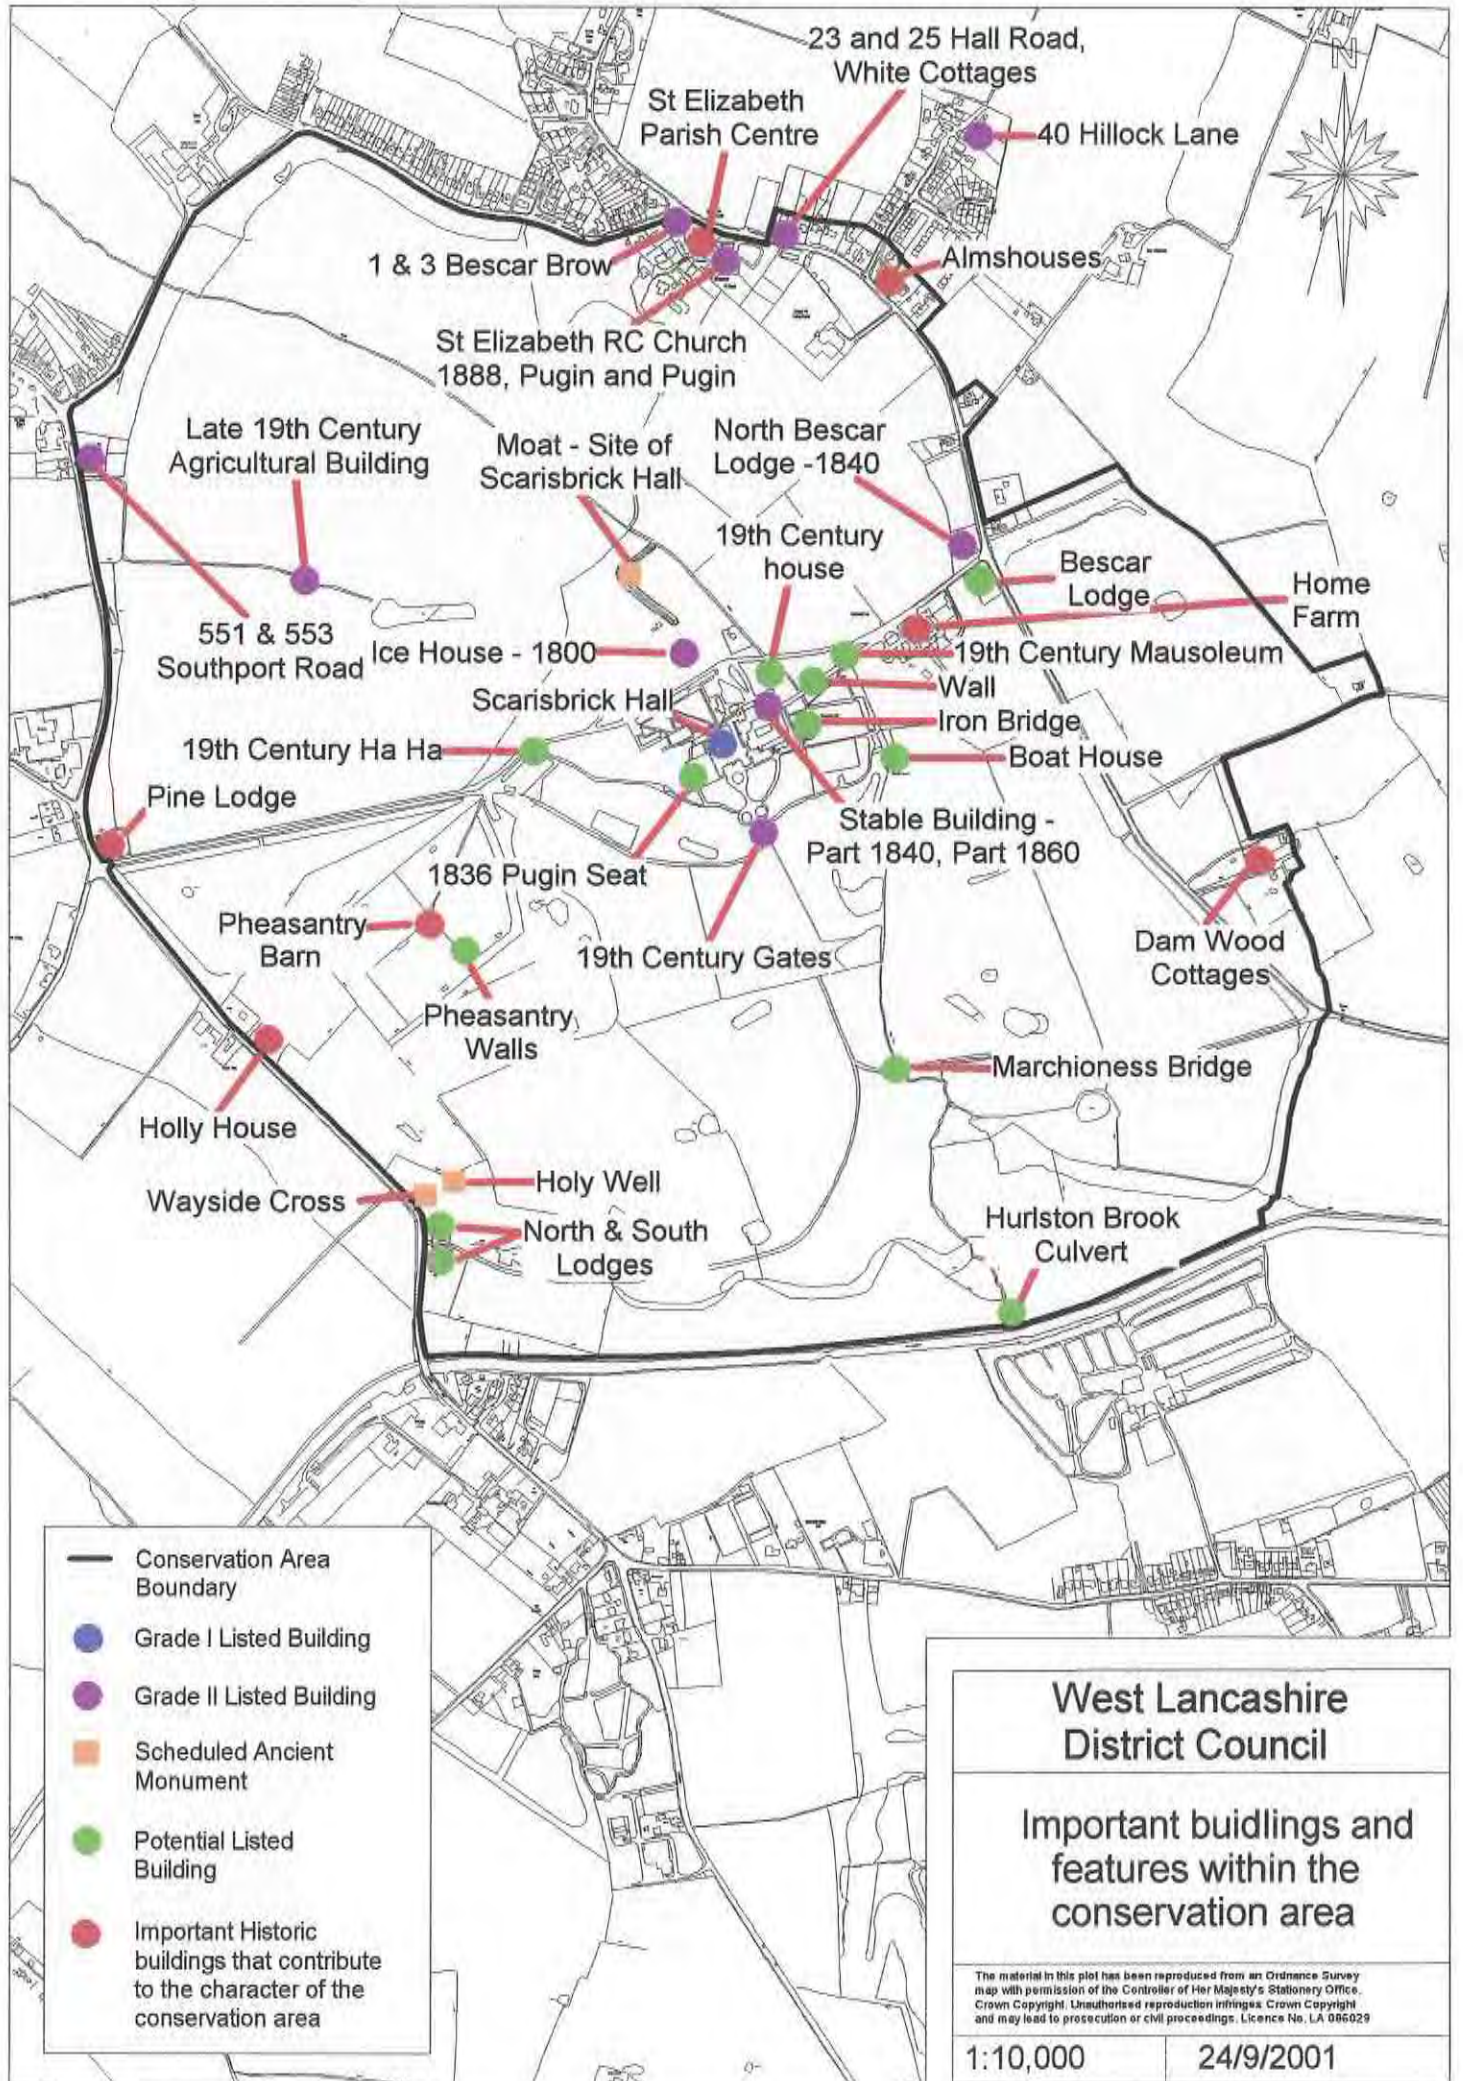 23 and 25 Hall Road,
White Cottages
St Elizabeth
Parish Centre
40 Hillock Lane
N
1 & 3 Bescar Brow
Almshouses
St Elizabeth RC Church
1888, Pugin and Pugin
Late 19th Century
Agricultural Building
Moat - Site of
Scarisbrick Hall
North Bescar
Lodge -1840
19th Century
house
Bescar
Lodge
Home
Farm
551 & 553
Southport Road
Ice House - 1800
19th Century Mausoleum
Wall
Scarisbrick Hall
Iron Bridge
19th Century Ha Ha
Boat House
Pine Lodge
Stable Building -
Part 1840, Part 1860
1836 Pugin Seat
Pheasantry
Barn
19th Century Gates
Dam Wood
Cottages
Pheasantry
Walls
Marchioness Bridge
Holly House
Holy Well
Wayside Cross
North & South
Lodges
Hurlston Brook
Culvert
Conservation Area
Boundary
Grade I Listed Building
Grade II Listed Building
Scheduled Ancient
Monument
Potential Listed
Building
Important Historic
buildings that contribute
to the character of the
conservation area
West Lancashire
District Council
Important buidlings and
features within the
conservation area
The material in this plot has been reproduced from an Ordnance Survey
map with permission of the Controller of Her Majesty's Stationery Office.
Crown Copyright. Unauthorised reproduction infringes Crown Copyright
and may lead to prosecution or civil proceedings. Licence No. LA 086029
1:10,000
24/9/2001